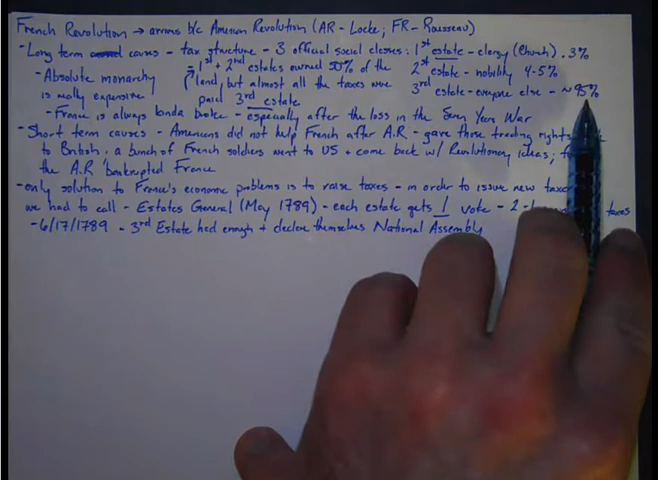 French Revolution → arrives b/c American Revolution (AR - Locke; FR - Rousseau)
- Long term causes - tax structure - 3 official social classes: 1st estate - clergy (Church) .3%
- 1st + 2nd estates owned 50% of the 2nd estate - nobility 4-5%
- Absolute monarchy land, but almost all the taxes were 3rd estate - everyone else - ~95%
is really expensive paid 3rd estate
- France is always kinda broke - especially after the loss in the Seven Years War
- Short term causes - Americans did not help French after A.R - gave those trading rights
to British. a bunch of French soldiers went to US + come back w/ Revolutionary ideas;
the A.R bankrupted France
- only solution to France's economic problems is to raise taxes - in order to issue new
we had to call - Estates General (May 1789) - each estate gets 1 vote - 2- taxes
- 6/17/1789 - 3rd Estate had enough + declare themselves National Assembly